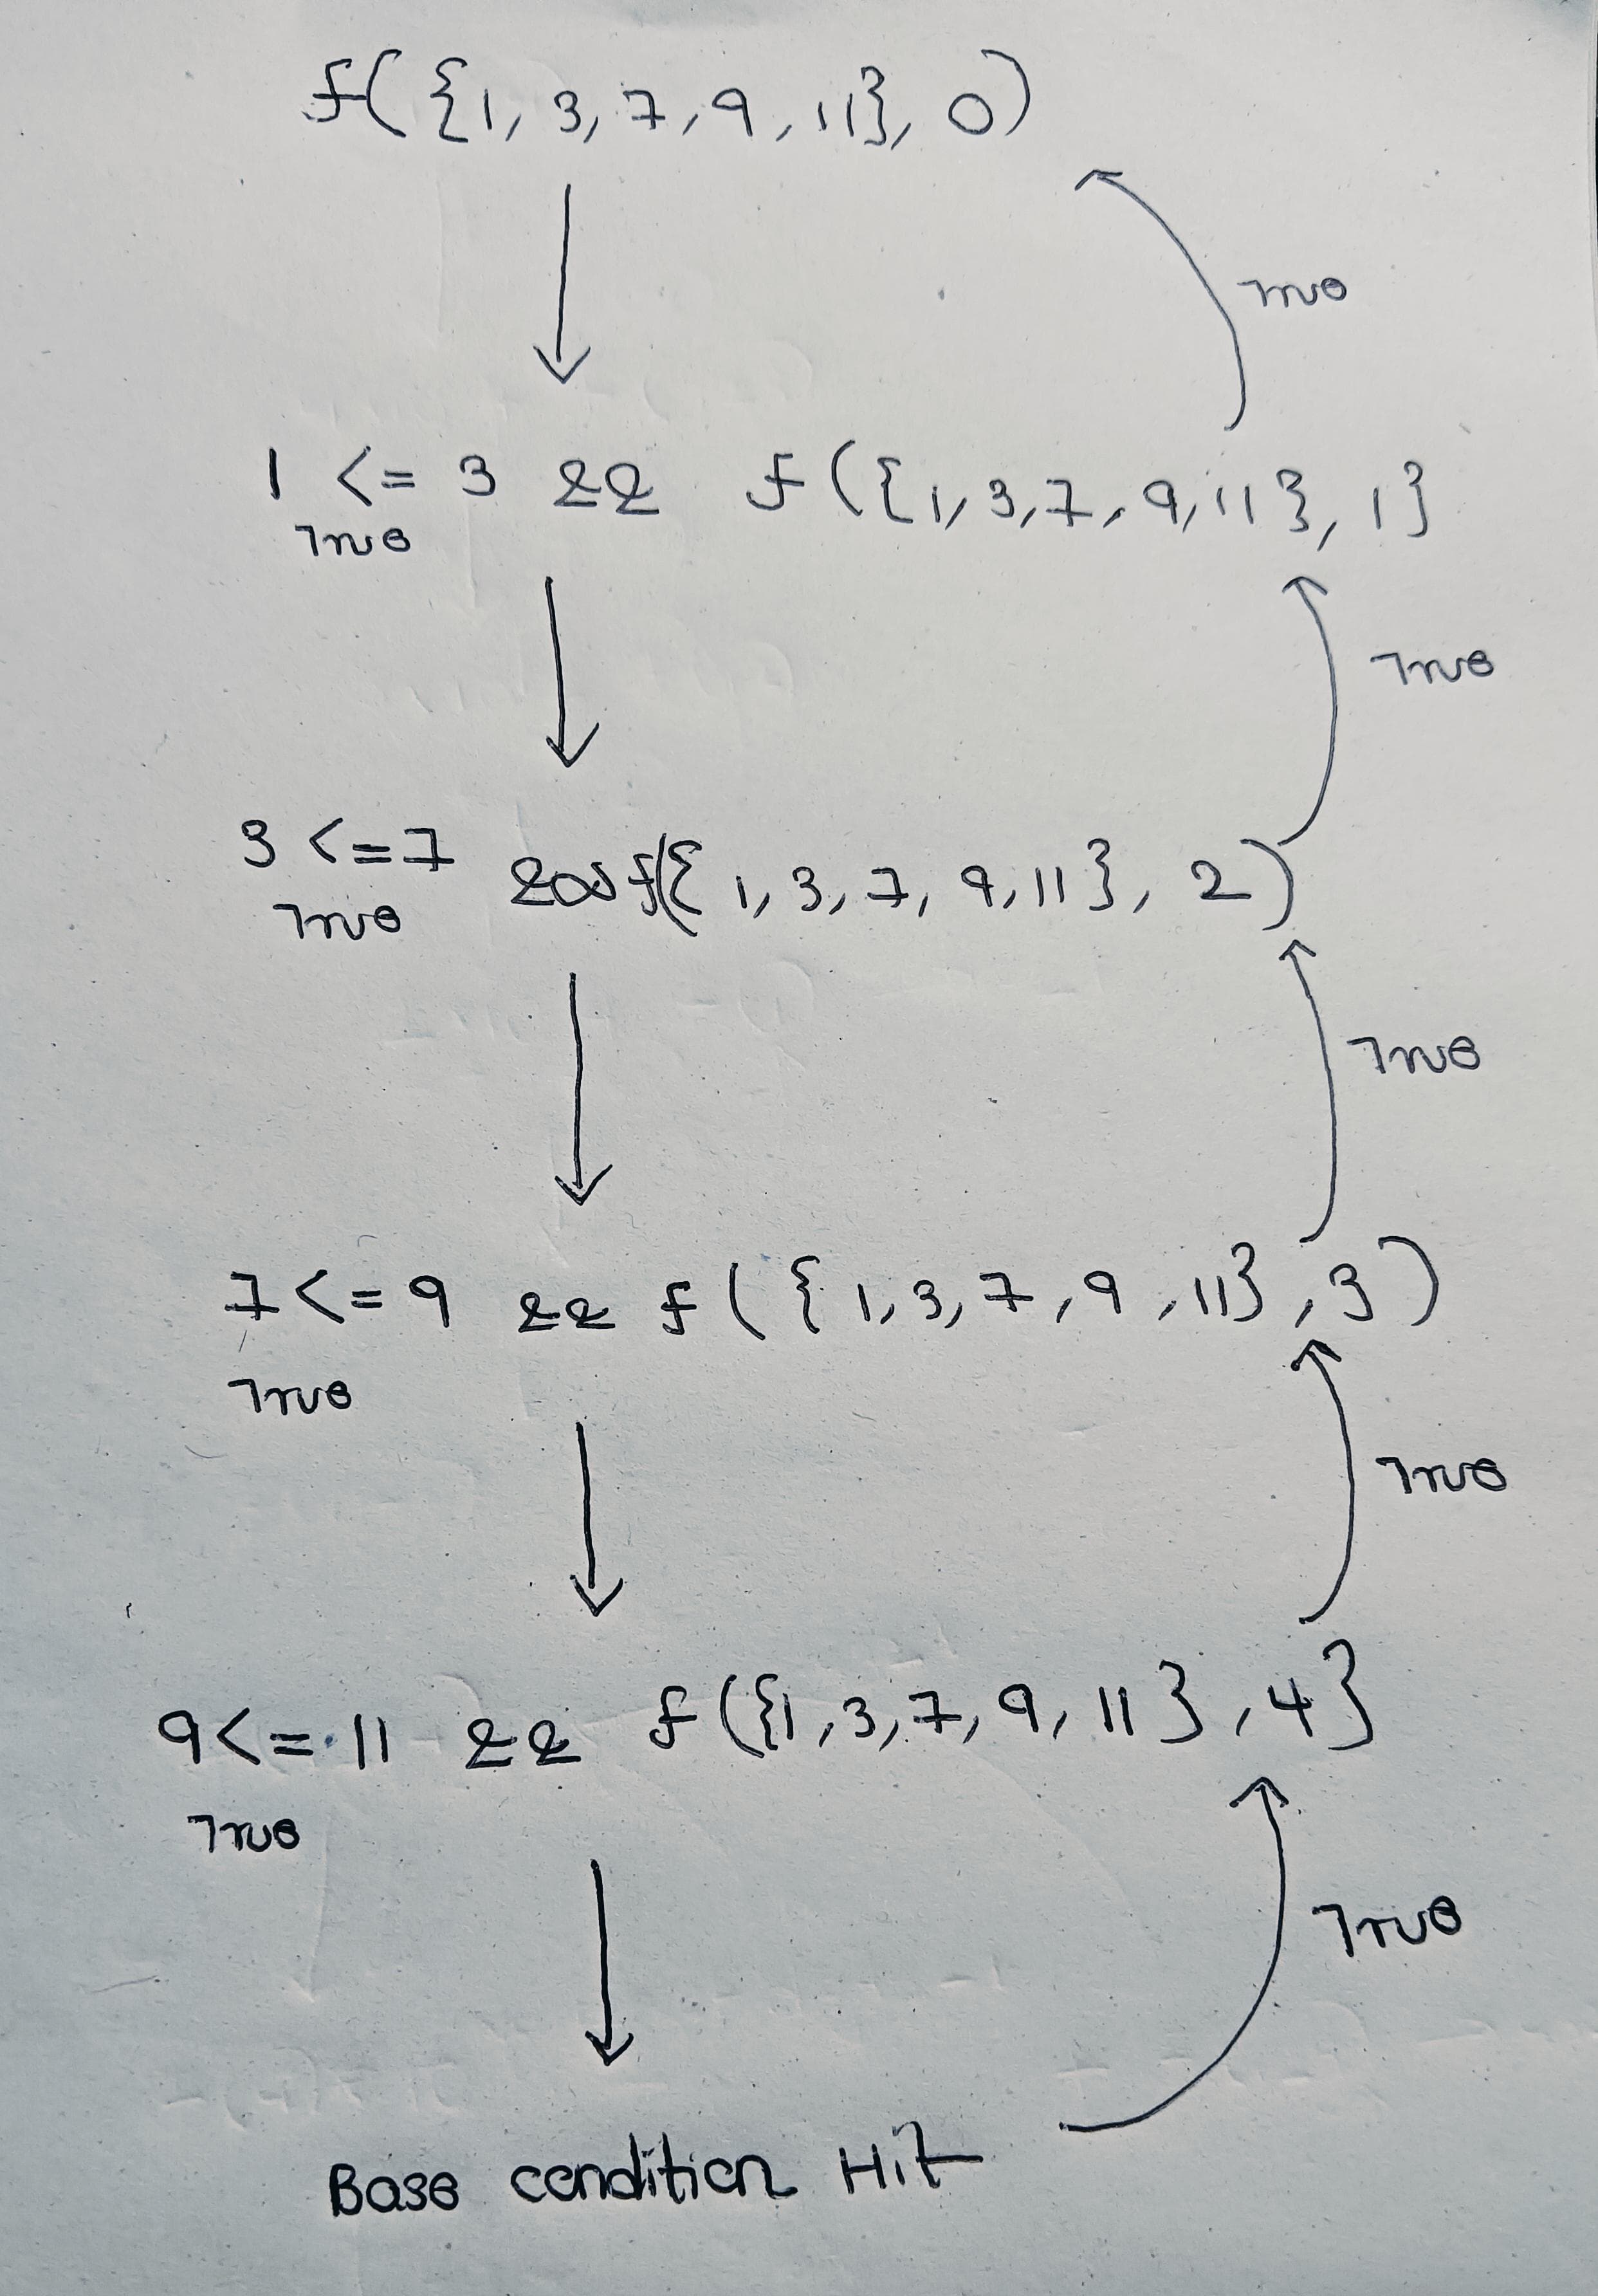 f({1, 3, 7, 9, 11}, 0)
True
1 <= 3 && f({1, 3, 7, 9, 11}, 1}
True
True
3 <= 7 && f({1, 3, 7, 9, 11}, 2)
True
True
7 <= 9 && f({1, 3, 7, 9, 11}, 3)
True
True
9 <= 11 && f({1, 3, 7, 9, 11}, 4}
True
True
Base condition Hit